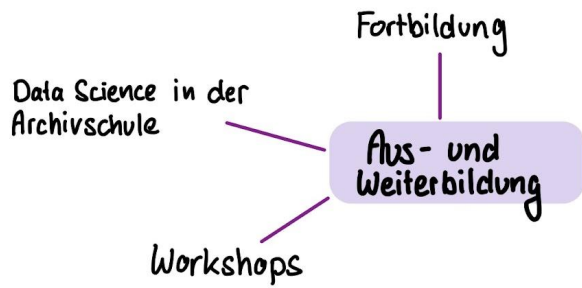 Fortbildung
Data Science in der
Archivschule
Aus- und
Weiterbildung
Workshops